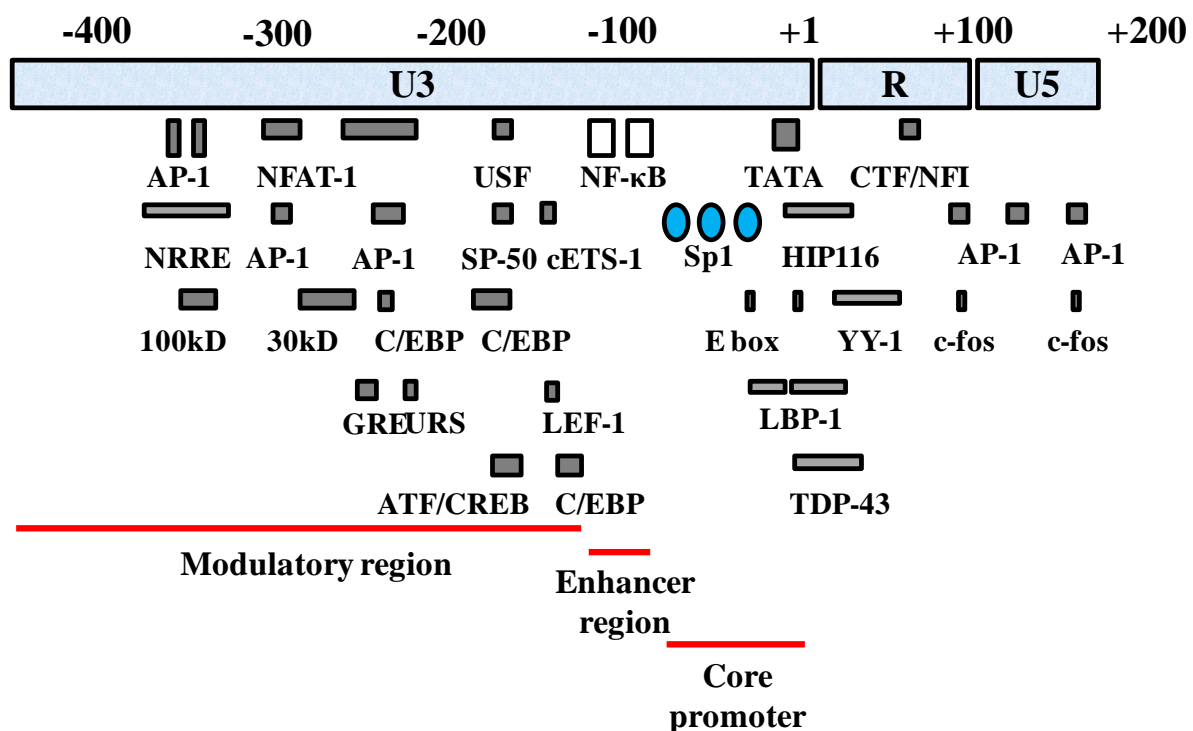 -400 -300 -200 -100 +1 +100 +200
U3 R U5
AP-1 NFAT-1 USF NF-κB TATA CTF/NFI
NRRE AP-1 AP-1 SP-50 cETS-1 Sp1 HIP116 AP-1 AP-1
100kD 30kD C/EBP C/EBP E box YY-1 c-fos c-fos
GRE URS LEF-1 LBP-1
ATF/CREB C/EBP TDP-43
Modulatory region
Enhancer
region
Core
promoter